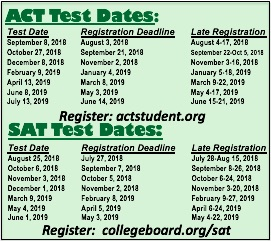 ACT Test Dates:
Test Date Registration Deadline Late Registration
September 8, 2018 August 3, 2018 August 4-17, 2018
October 27, 2018 September 21, 2018 September 22-Oct 5, 2018
December 8, 2018 November 2, 2018 November 3-16, 2018
February 9, 2019 January 4, 2019 January 5-18, 2019
April 13, 2019 March 8, 2019 March 9-22, 2019
June 8, 2019 May 3, 2019 May 4-17, 2019
July 13, 2019 June 14, 2019 June 15-21, 2019
Register: actstudent.org
SAT Test Dates:
Test Date Registration Deadline Late Registration
August 25, 2018 July 27, 2018 July 28-Aug 15, 2018
October 6, 2018 September 7, 2018 September 8-26, 2018
November 3, 2018 October 5, 2018 October 6-24, 2018
December 1, 2018 November 2, 2018 November 3-20, 2018
March 9, 2019 February 8, 2019 February 9-27, 2019
May 4, 2019 April 5, 2019 April 6-24, 2019
June 1, 2019 May 3, 2019 May 4-22, 2019
Register: collegeboard.org/sat